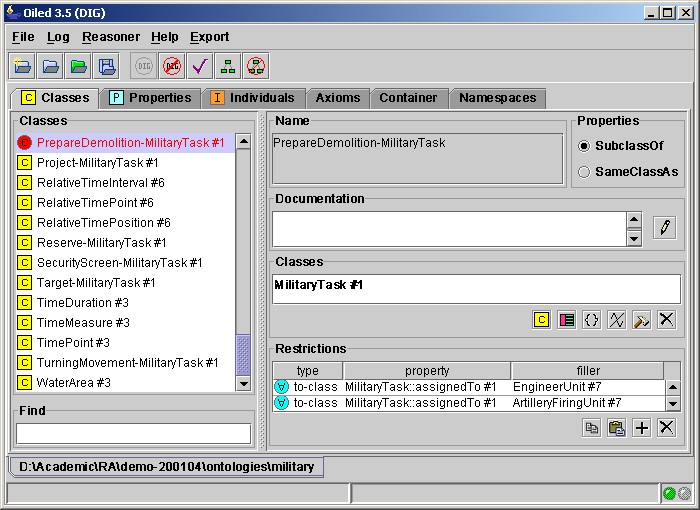 Oiled 3.5 (DIG)
File Log Reasoner Help Export
DIG DIG
C Classes P Properties I Individuals Axioms Container Namespaces
Classes
C PrepareDemolition-MilitaryTask #1
C Project-MilitaryTask #1
C RelativeTimeInterval #6
C RelativeTimePoint #6
C RelativeTimePosition #6
C Reserve-MilitaryTask #1
C SecurityScreen-MilitaryTask #1
C Target-MilitaryTask #1
C TimeDuration #3
C TimeMeasure #3
C TimePoint #3
C TurningMovement-MilitaryTask #1
C WaterArea #3
Find
Name
PrepareDemolition-MilitaryTask
Properties
SubclassOf
SameClassAs
Documentation
Classes
MilitaryTask #1
C {}
Restrictions
type property filler
∀ to-class MilitaryTask::assignedTo #1 EngineerUnit #7
∀ to-class MilitaryTask::assignedTo #1 ArtilleryFiringUnit #7
D:\Academic\RA\demo-200104\ontologies\military